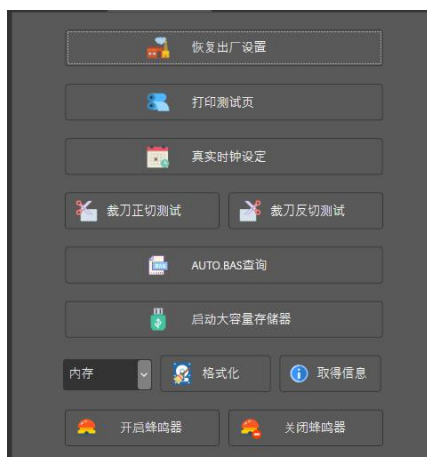 恢复出厂设置
打印测试页
真实时钟设定
裁刀正切测试 裁刀反切测试
AUTO.BAS查询
启动大容量存储器
内存 格式化 取得信息
开启蜂鸣器 关闭蜂鸣器